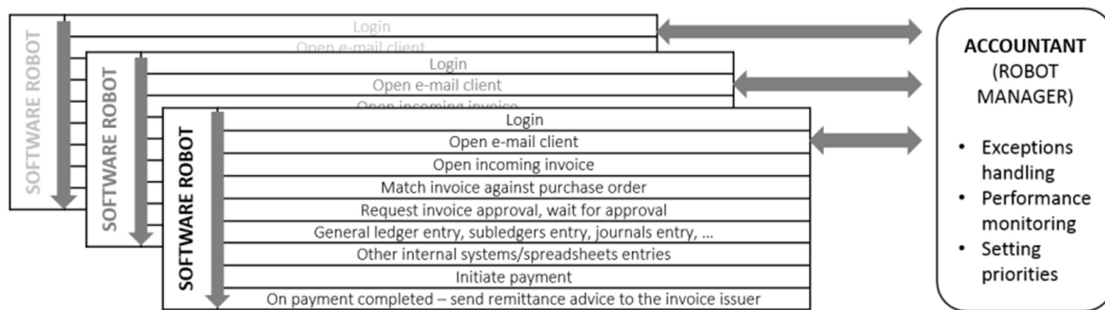 SOFTWARE ROBOT
Login
Open e-mail client
SOFTWARE ROBOT
Login
Open e-mail client
Open incoming invoice
SOFTWARE ROBOT
Login
Open e-mail client
Open incoming invoice
Match invoice against purchase order
Request invoice approval, wait for approval
General ledger entry, subledgers entry, journals entry, ...
Other internal systems/spreadsheets entries
Initiate payment
On payment completed – send remittance advice to the invoice issuer
ACCOUNTANT
(ROBOT
MANAGER)
• Exceptions
handling
• Performance
monitoring
• Setting
priorities